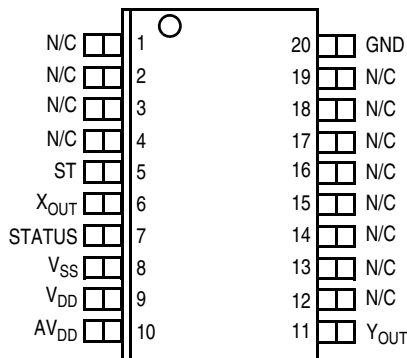 N/C 1 20 GND
N/C 2 19 N/C
N/C 3 18 N/C
N/C 4 17 N/C
ST 5 16 N/C
XOUT 6 15 N/C
STATUS 7 14 N/C
VSS 8 13 N/C
VDD 9 12 N/C
AVDD 10 11 YOUT